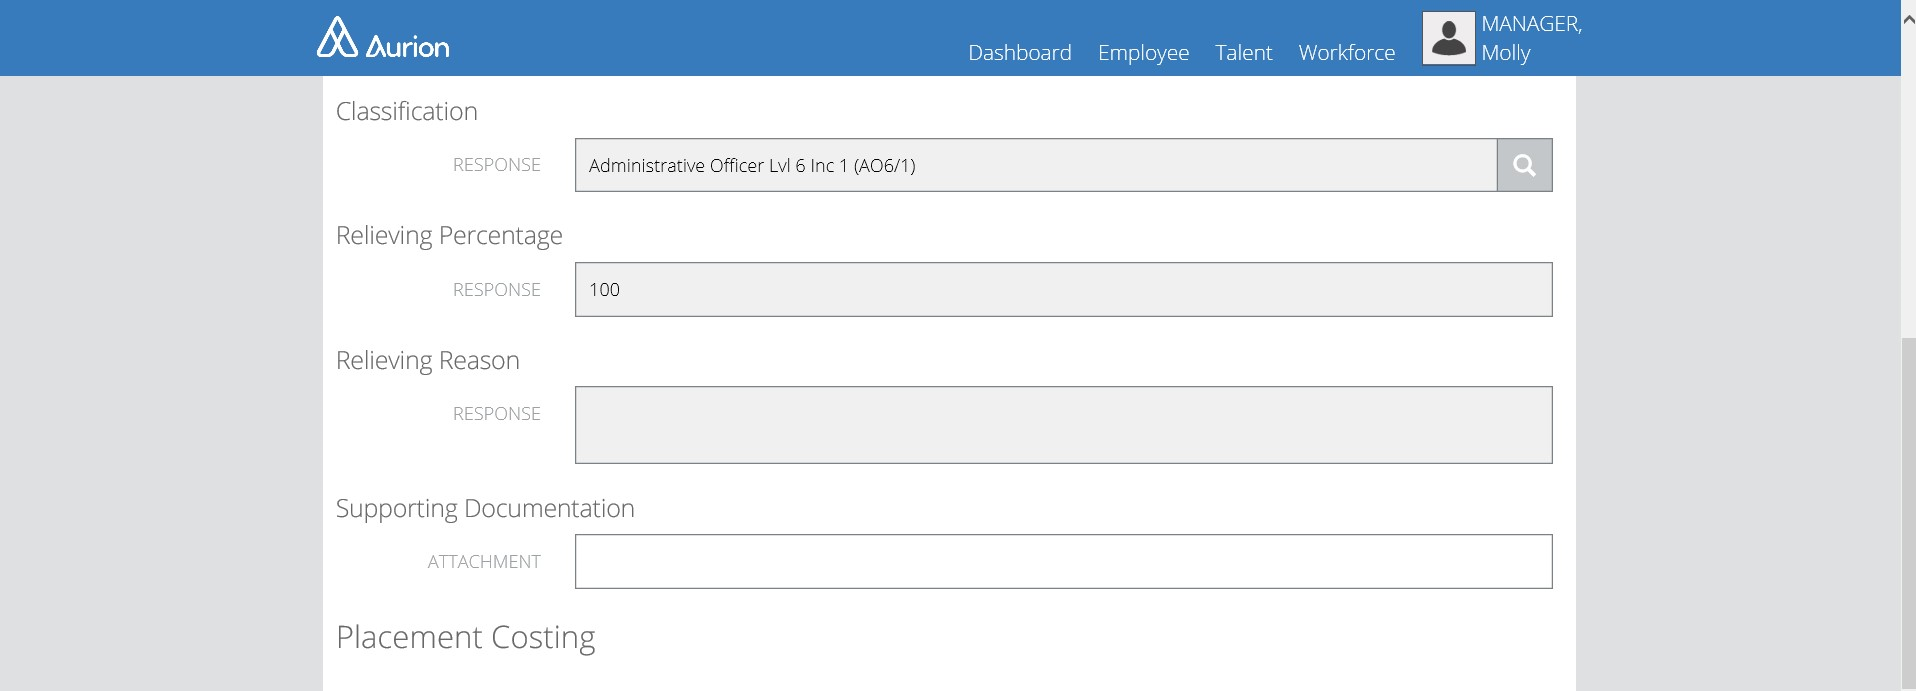 Aurion
Dashboard Employee Talent Workforce
MANAGER,
Molly
Classification
RESPONSE Administrative Officer Lvl 6 Inc 1 (AO6/1)
Relieving Percentage
RESPONSE 100
Relieving Reason
RESPONSE
Supporting Documentation
ATTACHMENT
Placement Costing